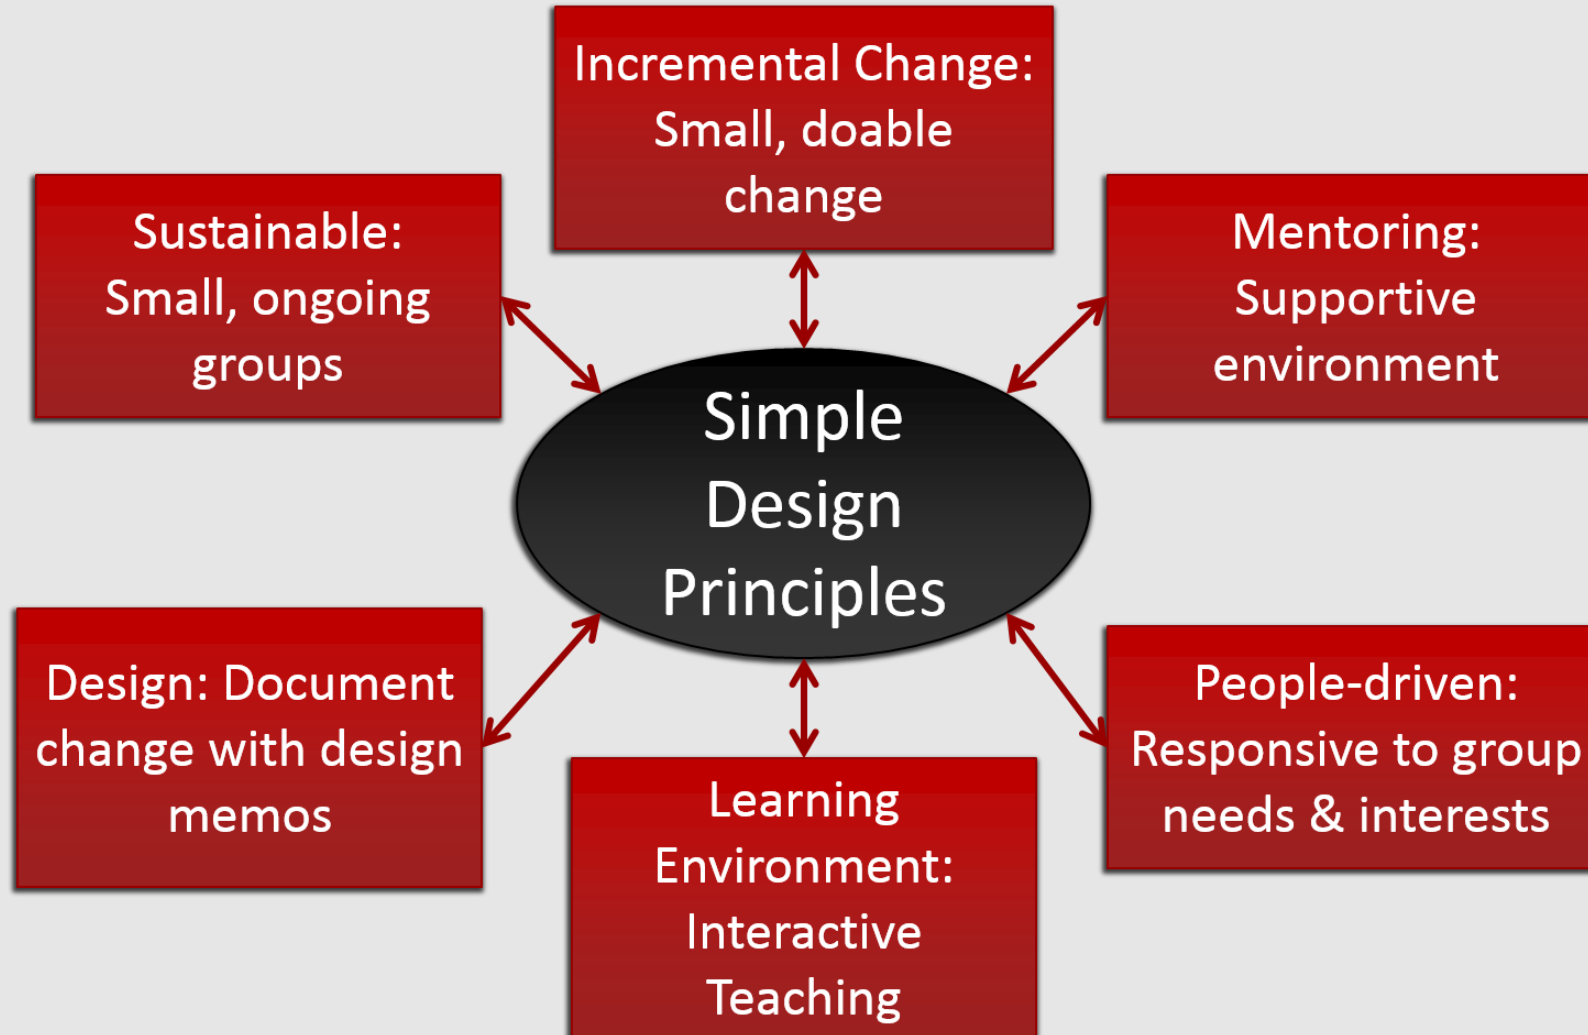 Incremental Change:
Small, doable
change
Sustainable:
Small, ongoing
groups
Mentoring:
Supportive
environment
Simple
Design
Principles
Design: Document
change with design
memos
People-driven:
Responsive to group
needs & interests
Learning
Environment:
Interactive
Teaching